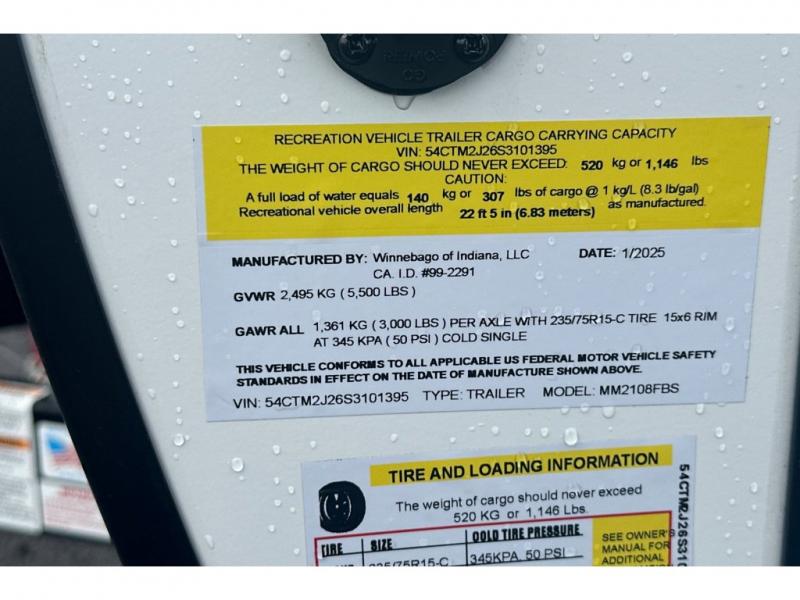 GO
POWER!
RECREATION VEHICLE TRAILER CARGO CARRYING CAPACITY
VIN: 54CTM2J26S3101395
THE WEIGHT OF CARGO SHOULD NEVER EXCEED: 520 kg or 1,146 lbs
CAUTION:
A full load of water equals 140 kg or 307 lbs of cargo @ 1 kg/L (8.3 lb/gal)
Recreational vehicle overall length 22 ft 5 in (6.83 meters) as manufactured.
MANUFACTURED BY: Winnebago of Indiana, LLC DATE: 1/2025
CA. I.D. #99-2291
GVWR 2,495 KG ( 5,500 LBS )
GAWR ALL 1,361 KG ( 3,000 LBS ) PER AXLE WITH 235/75R15-C TIRE 15x6 RIM
AT 345 KPA ( 50 PSI ) COLD SINGLE
THIS VEHICLE CONFORMS TO ALL APPLICABLE US FEDERAL MOTOR VEHICLE SAFETY
STANDARDS IN EFFECT ON THE DATE OF MANUFACTURE SHOWN ABOVE.
VIN: 54CTM2J26S3101395 TYPE: TRAILER MODEL: MM2108FBS
TIRE AND LOADING INFORMATION
The weight of cargo should never exceed
520 KG or 1,146 Lbs.
TIRE SIZE COLD TIRE PRESSURE
235/75R15-C 345KPA, 50 PSI
SEE OWNER'S
MANUAL FOR
ADDITIONAL
54CTM2J26S310